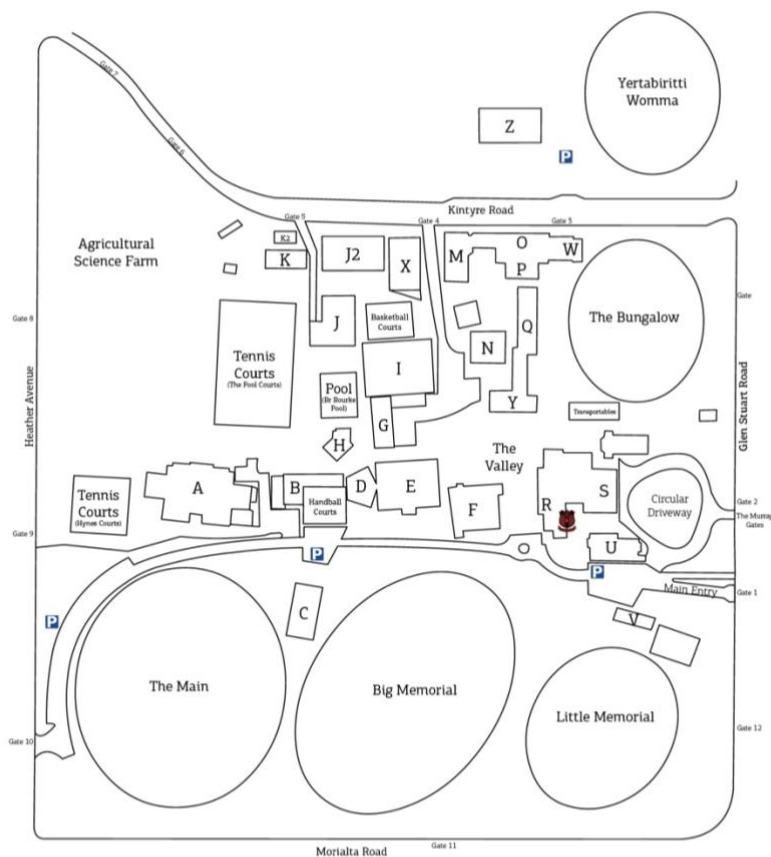 Yertabiritti
Womma
Z
P
Gate 7
Gate 6
Kintyre Road
Gate 5
Gate 4
Gate 3
Agricultural
Science Farm
K2
K
J2
X
M
O
P
W
Gate
The Bungalow
Gate 8
J
Basketball
Courts
Q
Tennis
Courts
(The Pool Courts)
I
N
Pool
(Br Bourke
Pool)
Y
Transportables
Heather Avenue
Glen Stuart Road
G
H
The
Valley
A
B
D
E
F
R
S
Handball
Courts
Tennis
Courts
(Hynes Courts)
Circular
Driveway
Gate 2
The Murray
Gates
Gate 9
P
U
P
Main Entry
Gate 1
P
C
V
The Main
Big Memorial
Little Memorial
Gate 10
Gate 12
Morialta Road
Gate 11